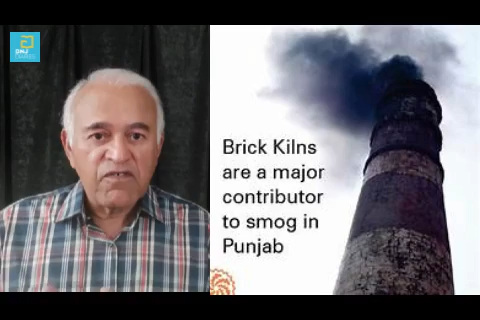 Brick Kilns
are a major
contributor
to smog in
Punjab